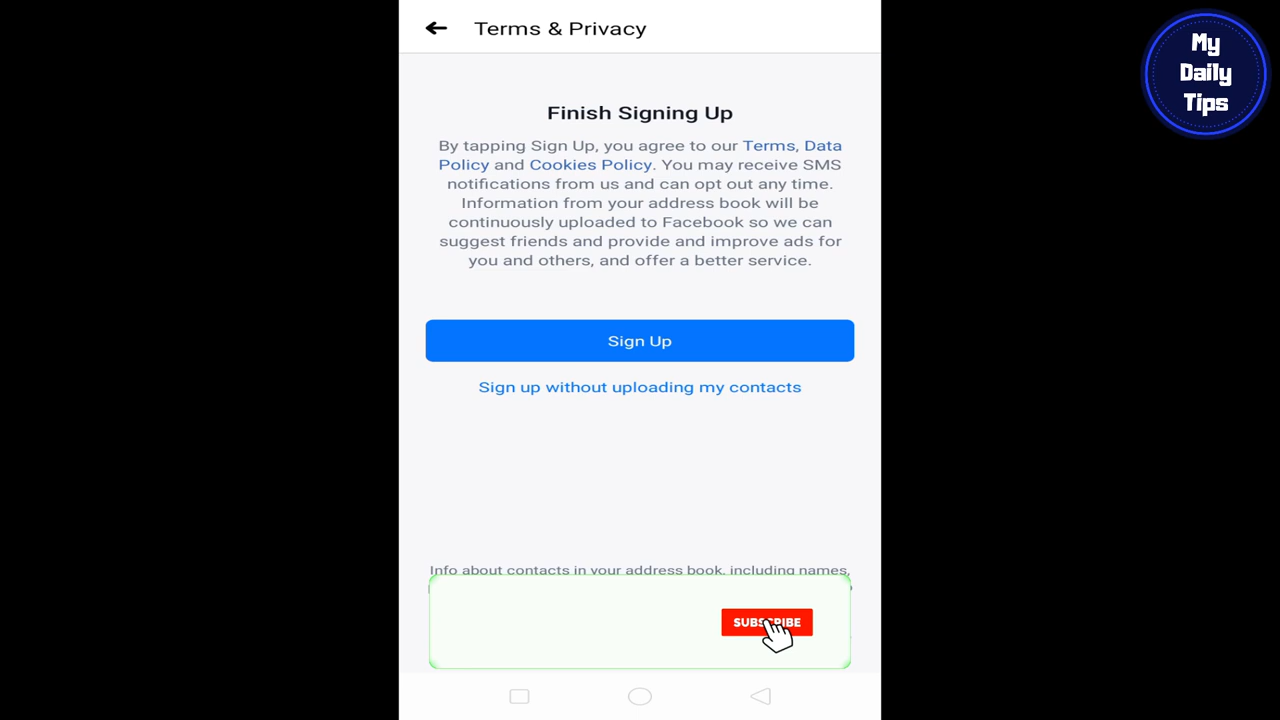 Terms & Privacy
My
Daily
Tips
Finish Signing Up
By tapping Sign Up, you agree to our Terms, Data
Policy and Cookies Policy. You may receive SMS
notifications from us and can opt out any time.
Information from your address book will be
continuously uploaded to Facebook so we can
suggest friends and provide and improve ads for
you and others, and offer a better service.
Sign Up
Sign up without uploading my contacts
Info about contacts in your address book, including names,
SUBSCRIBE